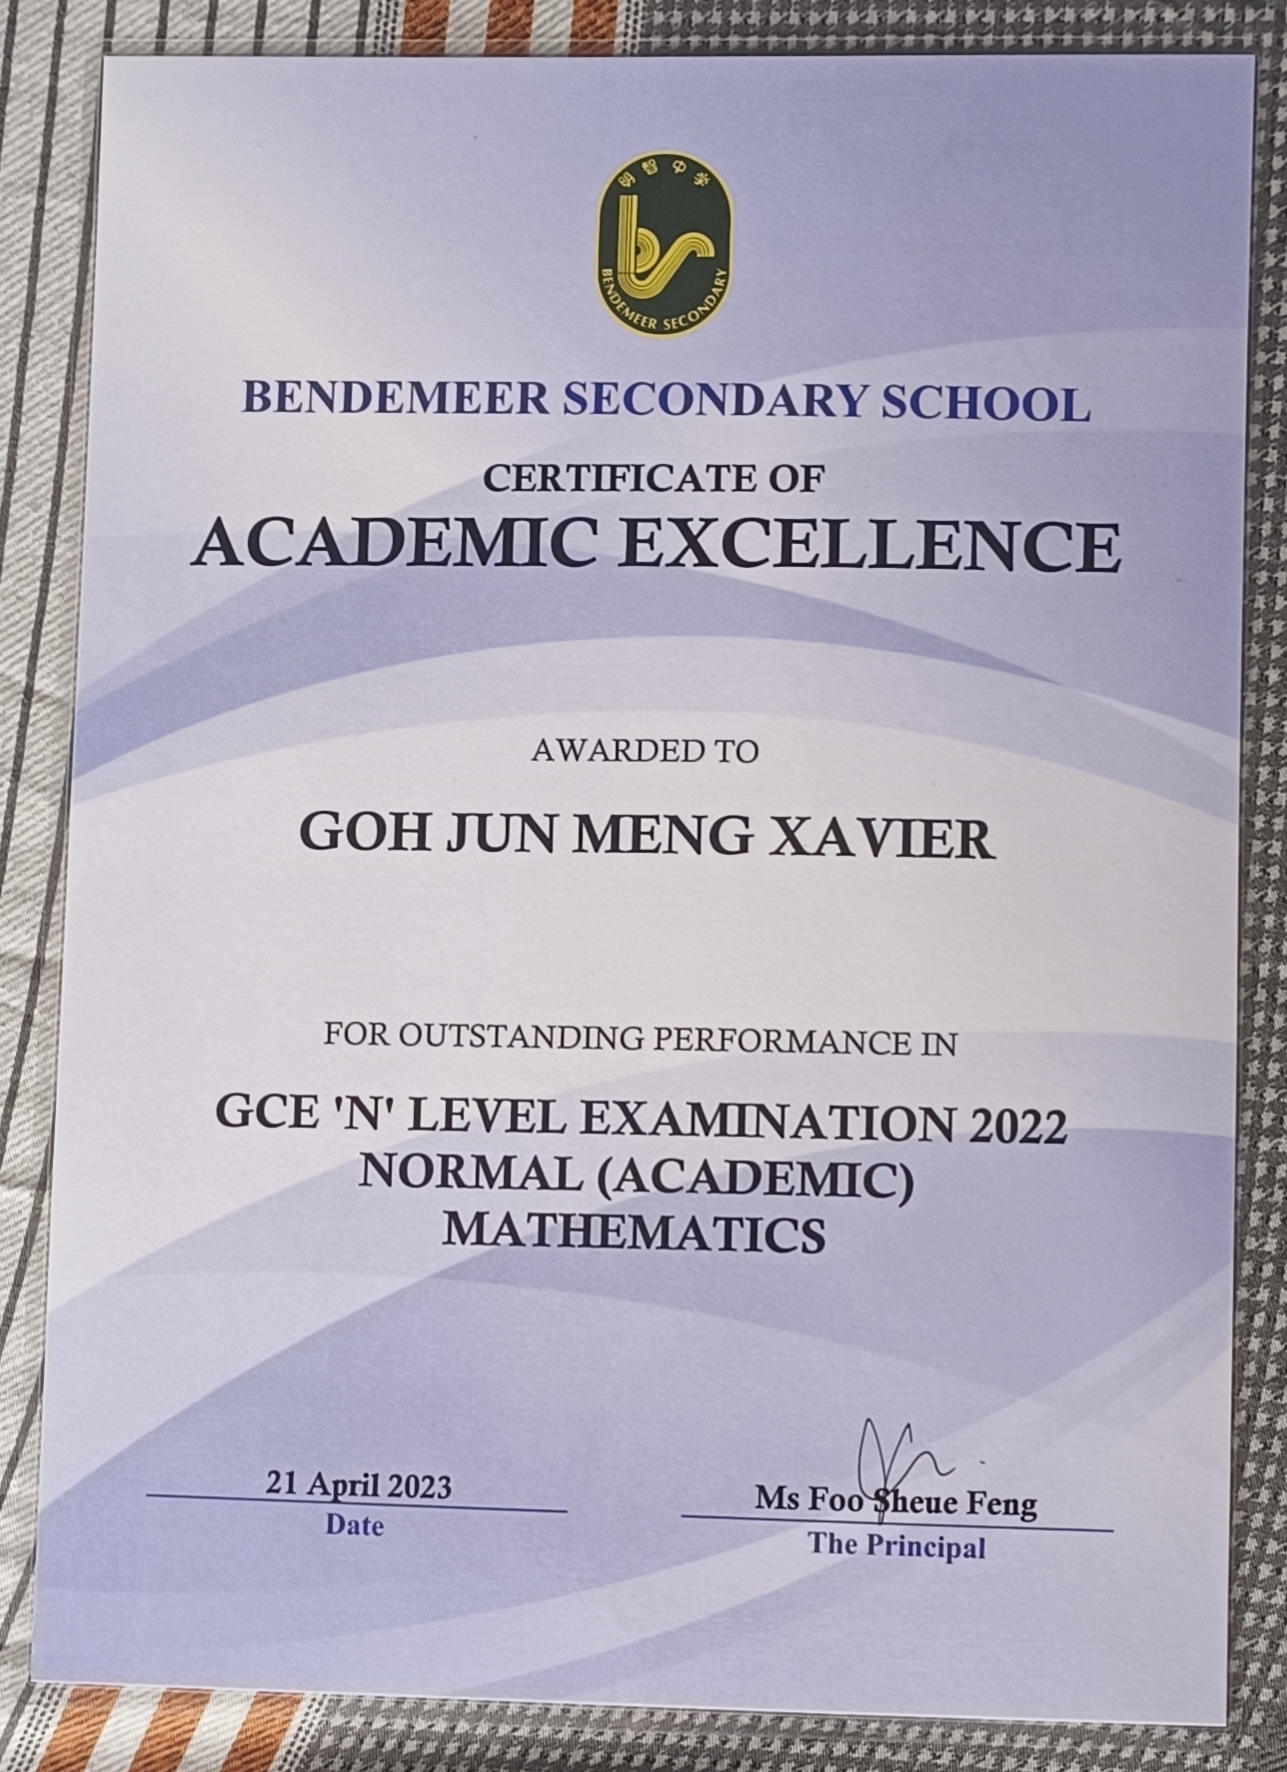 明智中学
BENDEMEER SECONDARY
BENDEMEER SECONDARY SCHOOL
CERTIFICATE OF
ACADEMIC EXCELLENCE
AWARDED TO
GOH JUN MENG XAVIER
FOR OUTSTANDING PERFORMANCE IN
GCE 'N' LEVEL EXAMINATION 2022
NORMAL (ACADEMIC)
MATHEMATICS
21 April 2023
Date
Ms Foo Sheue Feng
The Principal